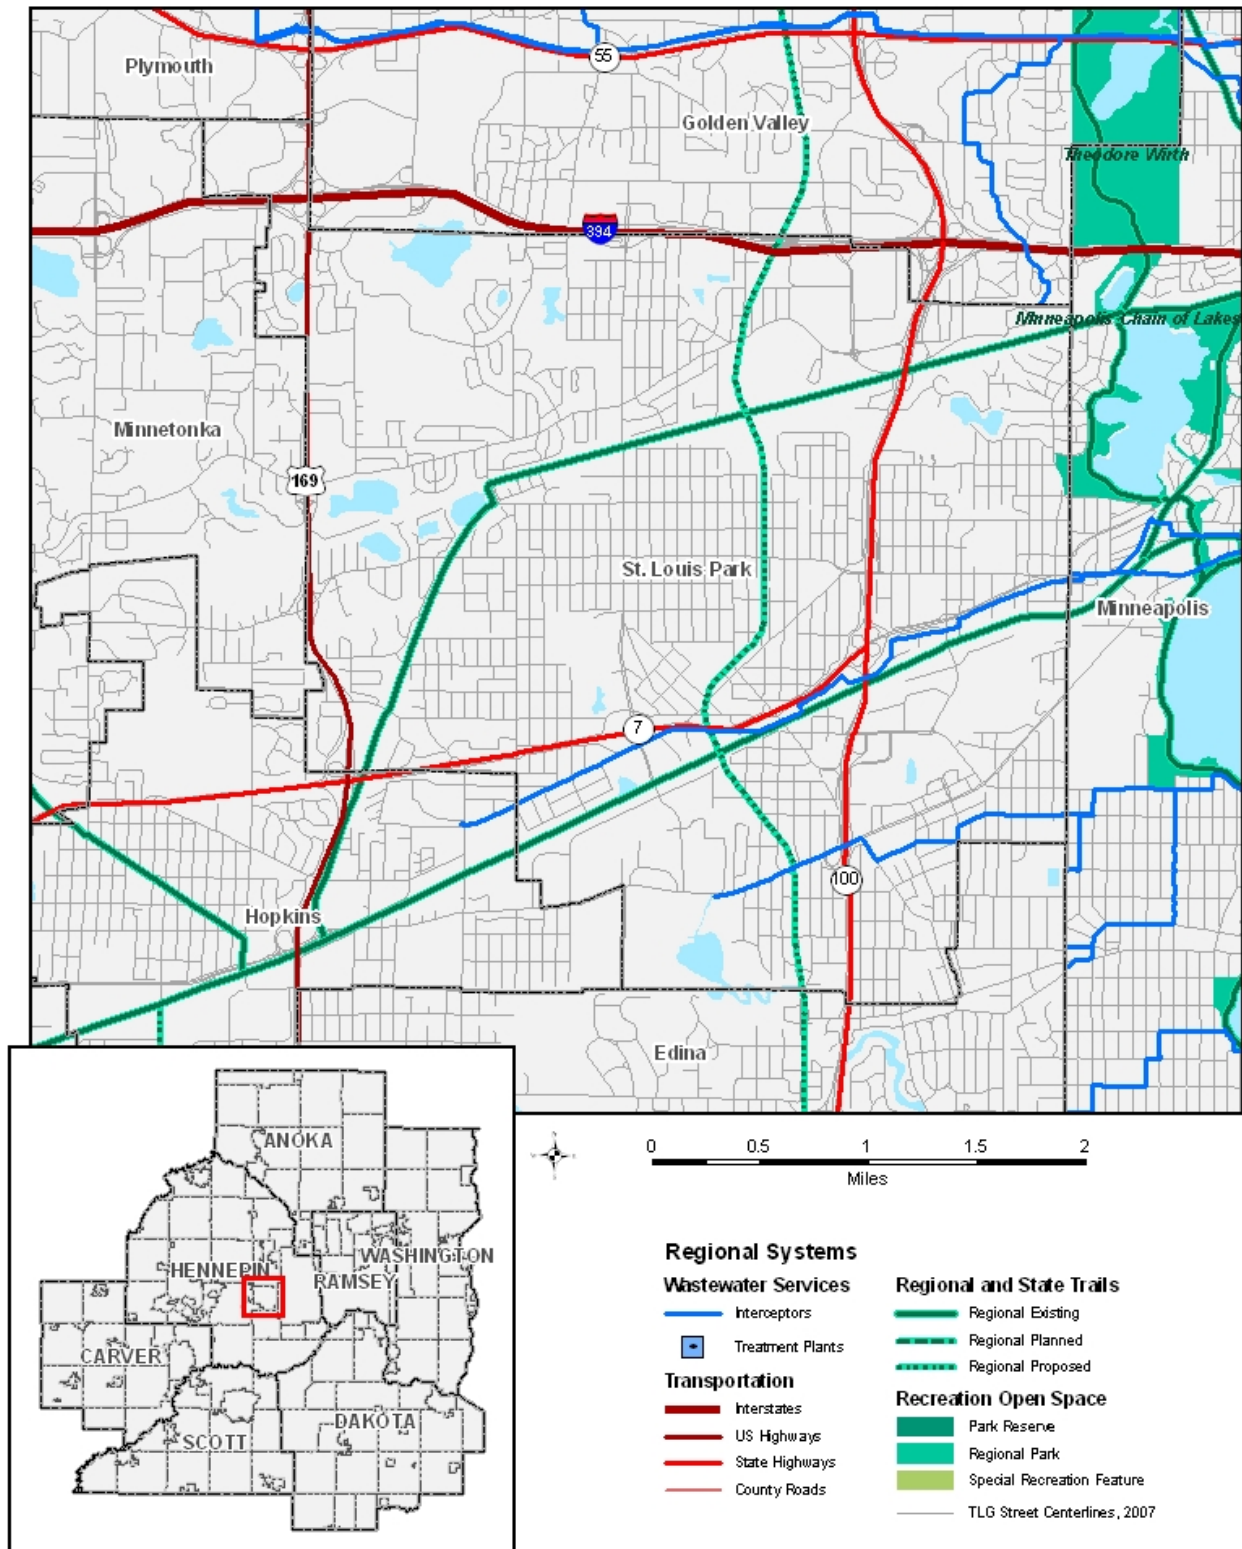 55
Plymouth
Golden Valley
Theodore Wirth
394
Minneapolis Chain of Lakes
Minnetonka
169
St. Louis Park
Minneapolis
7
100
Hopkins
Edina
ANOKA
WASHINGTON
HENNEPIN
RAMSEY
CARVER
DAKOTA
SCOTT
0 0.5 1 1.5 2
Miles
Regional Systems
Wastewater Services
Interceptors
Treatment Plants
Transportation
Interstates
US Highways
State Highways
County Roads
Regional and State Trails
Regional Existing
Regional Planned
Regional Proposed
Recreation Open Space
Park Reserve
Regional Park
Special Recreation Feature
TLG Street Centerlines, 2007